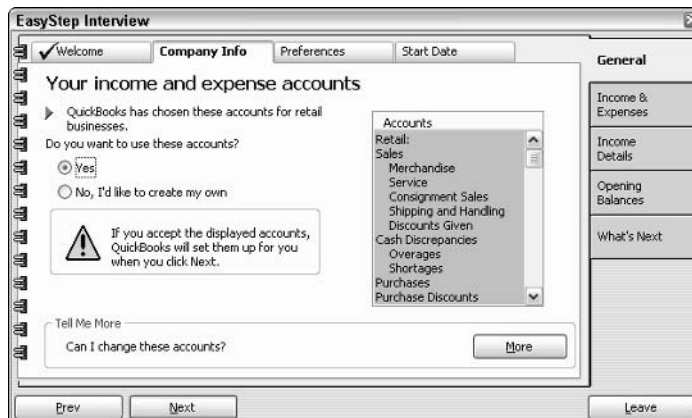 EasyStep Interview
Welcome
Company Info
Preferences
Start Date
General
Income &
Expenses
Income
Details
Opening
Balances
What's Next
Your income and expense accounts
QuickBooks has chosen these accounts for retail
businesses.
Do you want to use these accounts?
Yes
No, I'd like to create my own
If you accept the displayed accounts,
QuickBooks will set them up for you
when you click Next.
Accounts
Retail:
Sales
Merchandise
Service
Consignment Sales
Shipping and Handling
Discounts Given
Cash Discrepancies
Overages
Shortages
Purchases
Purchase Discounts
Tell Me More
Can I change these accounts?
More
Prev
Next
Leave